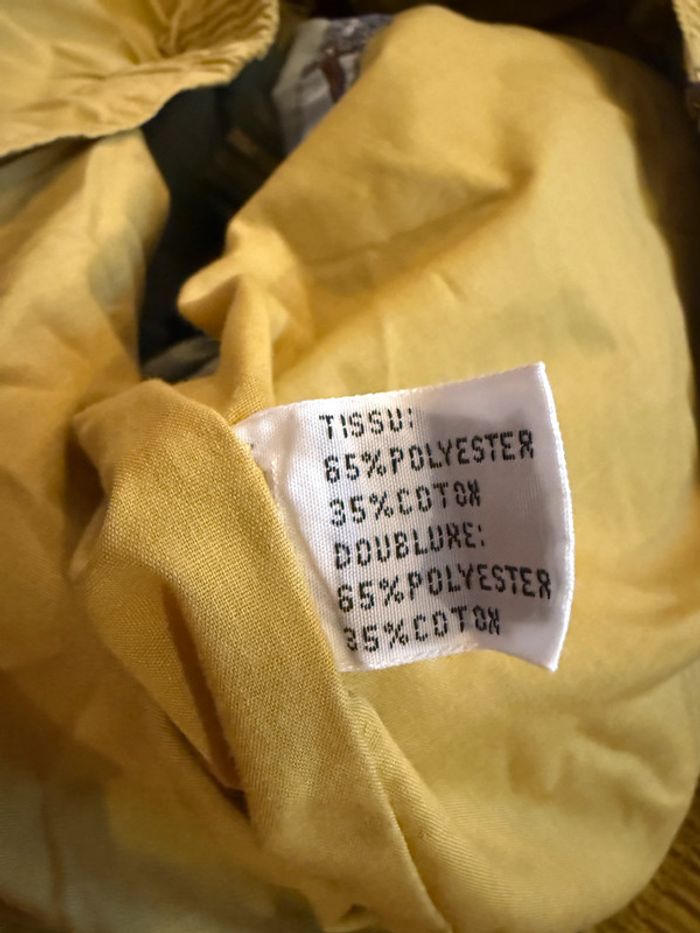 TISSU:
65%POLYESTER
35%COTON
DOUBLURE:
65%POLYESTER
35%COTON